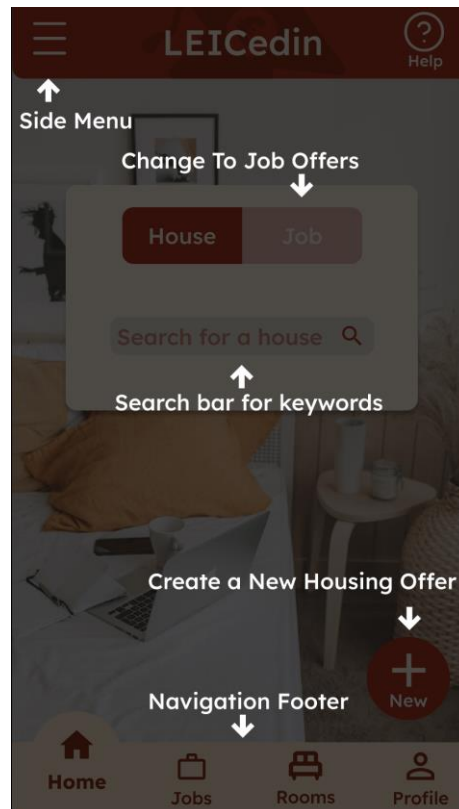 LEICedin
Help
Side Menu
Change To Job Offers
House
Job
Search for a house
Search bar for keywords
Create a New Housing Offer
New
Navigation Footer
Home
Jobs
Rooms
Profile